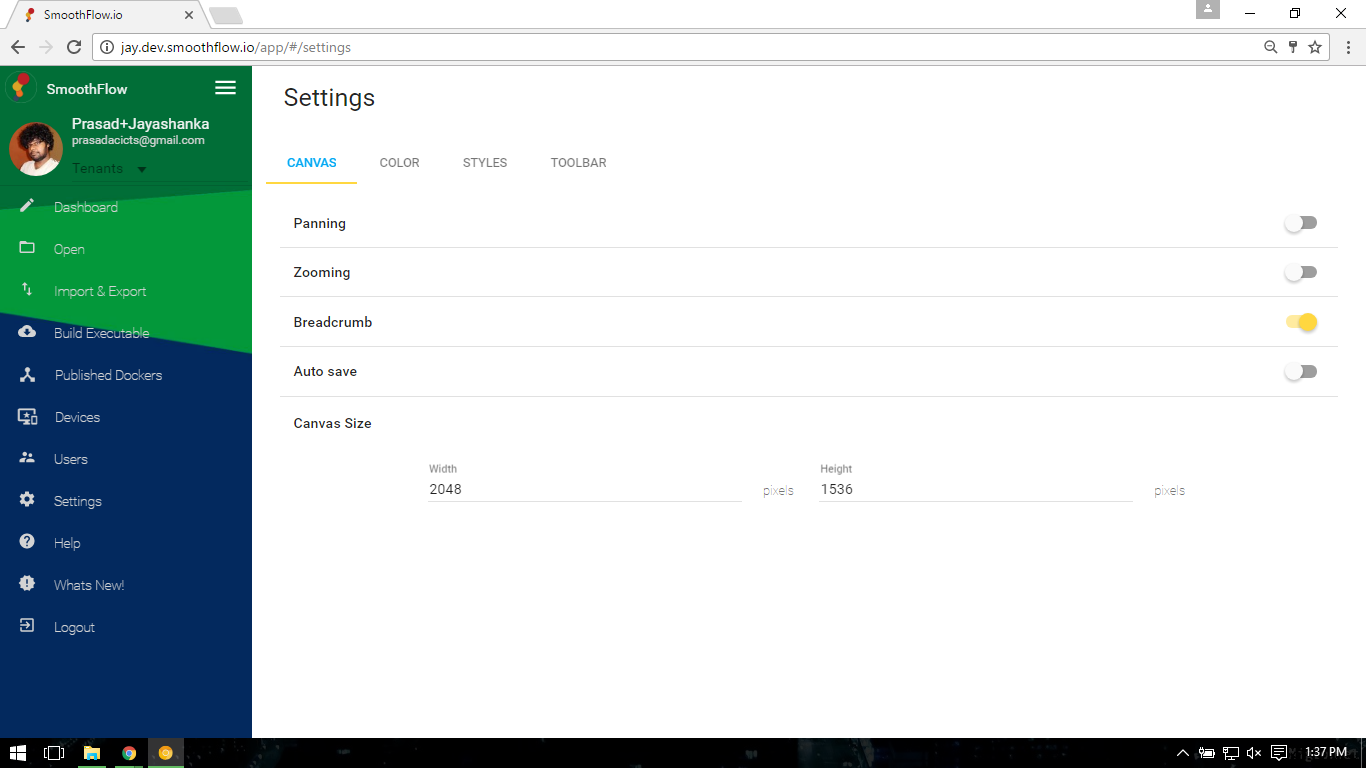 SmoothFlow.io
jay.dev.smoothflow.io/app/#/settings
SmoothFlow
Prasad+Jayashanka
prasadacicts@gmail.com
Tenants
Dashboard
Open
Import & Export
Build Executable
Published Dockers
Devices
Users
Settings
Help
Whats New!
Logout
Settings
CANVAS COLOR STYLES TOOLBAR
Panning
Zooming
Breadcrumb
Auto save
Canvas Size
Width Height
2048 pixels 1536 pixels
1:37 PM